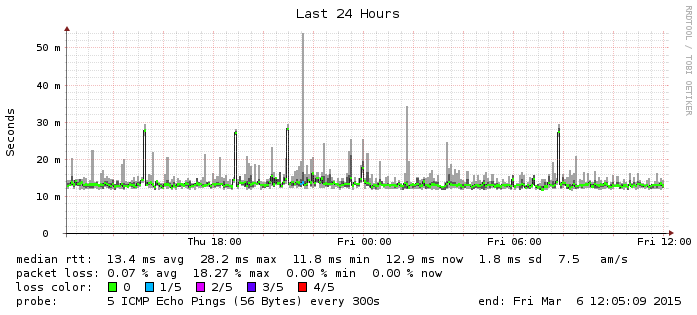 Last 24 Hours
RRDTOOL / TOBI OETIKER
Seconds
50 m
40 m
30 m
20 m
10 m
0
Thu 18:00 Fri 00:00 Fri 06:00 Fri 12:00
median rtt: 13.4 ms avg 28.2 ms max 11.8 ms min 12.9 ms now 1.8 ms sd 7.5 am/s
packet loss: 0.07 % avg 18.27 % max 0.00 % min 0.00 % now
loss color: 0 1/5 2/5 3/5 4/5
probe: 5 ICMP Echo Pings (56 Bytes) every 300s end: Fri Mar 6 12:05:09 2015